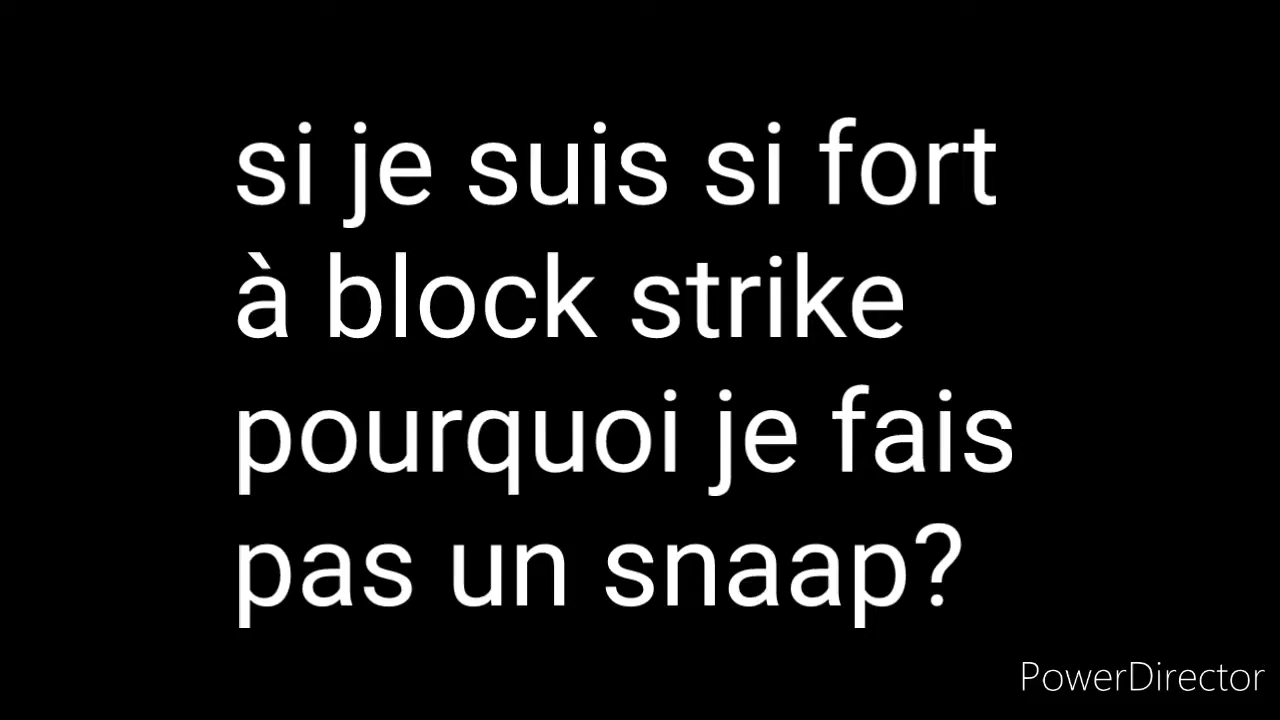 si je suis si fort
à block strike
pourquoi je fais
pas un snaap?
PowerDirector